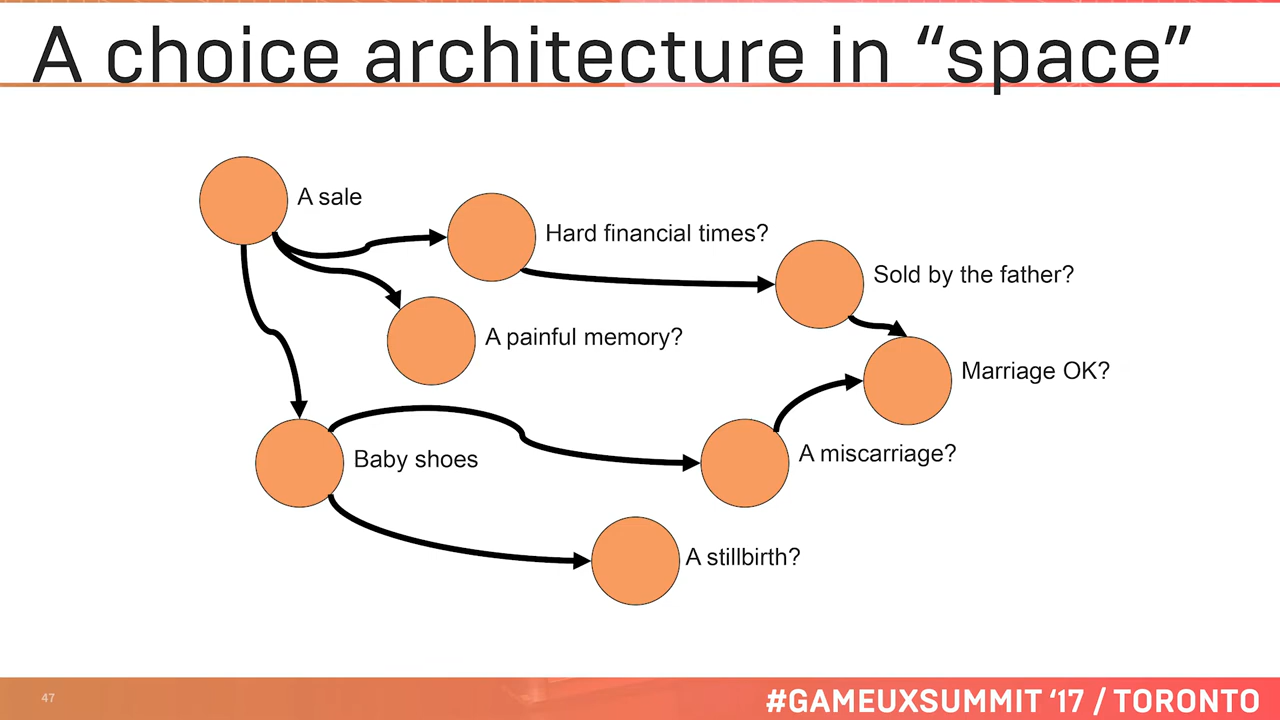 A choice architecture in “space”
A sale
Hard financial times?
Sold by the father?
A painful memory?
Marriage OK?
Baby shoes
A miscarriage?
A stillbirth?
47
#GAMEUXSUMMIT ‘17 / TORONTO